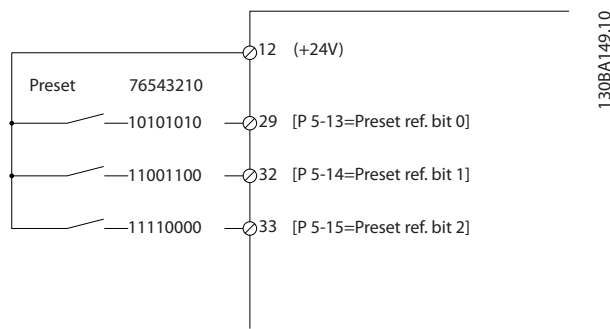 12 (+24V)
Preset 76543210
10101010 29 [P 5-13=Preset ref. bit 0]
11001100 32 [P 5-14=Preset ref. bit 1]
11110000 33 [P 5-15=Preset ref. bit 2]
130BA149.10